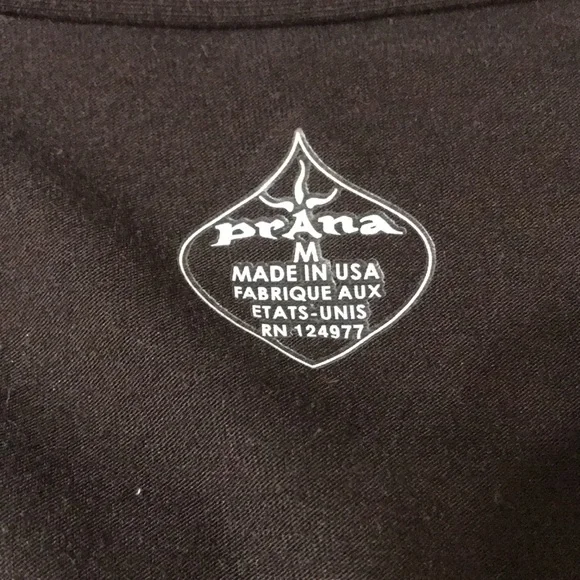 prAna
M
MADE IN USA
FABRIQUE AUX
ETATS-UNIS
RN 124977